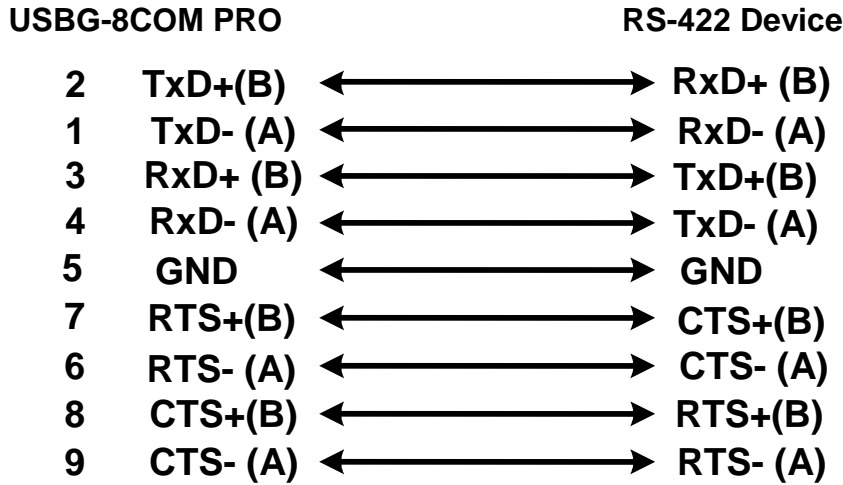 USBG-8COM PRO RS-422 Device
2 TxD+(B) RxD+ (B)
1 TxD- (A) RxD- (A)
3 RxD+ (B) TxD+(B)
4 RxD- (A) TxD- (A)
5 GND GND
7 RTS+(B) CTS+(B)
6 RTS- (A) CTS- (A)
8 CTS+(B) RTS+(B)
9 CTS- (A) RTS- (A)